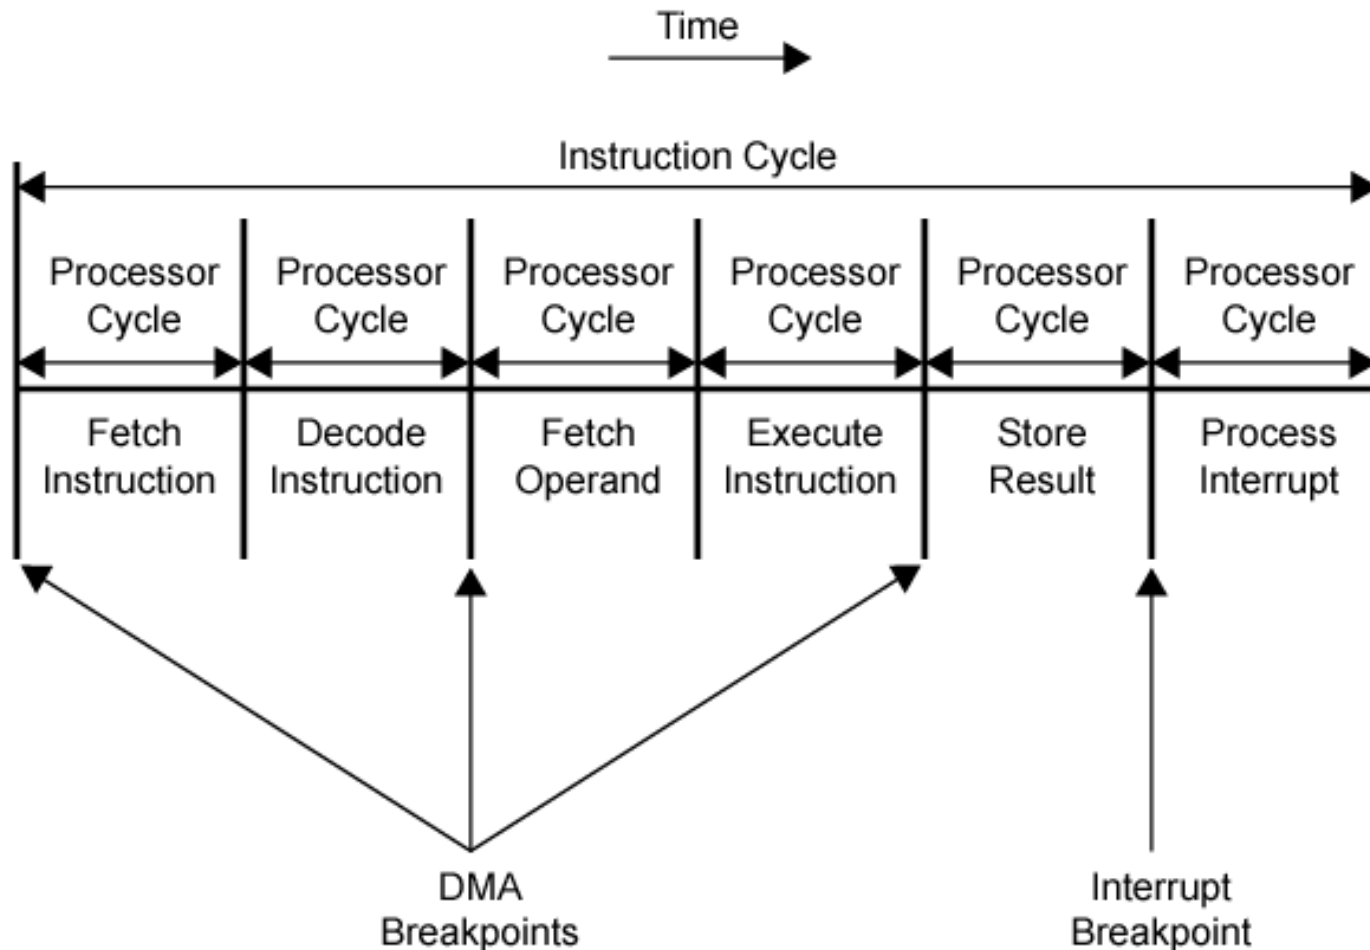 Time
Instruction Cycle
Processor Cycle
Processor Cycle
Processor Cycle
Processor Cycle
Processor Cycle
Processor Cycle
Fetch Instruction
Decode Instruction
Fetch Operand
Execute Instruction
Store Result
Process Interrupt
DMA Breakpoints
Interrupt Breakpoint